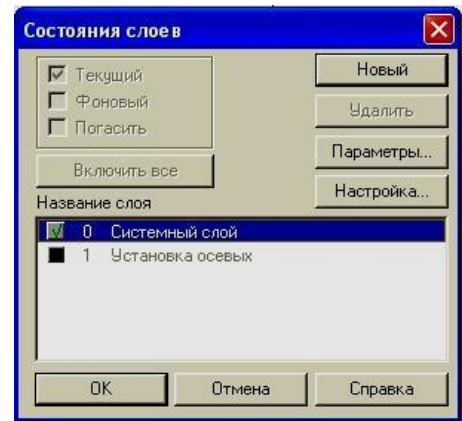 Состояния слоев
Текущий
Фоновый
Погасить
Включить все
Новый
Удалить
Параметры...
Настройка...
Название слоя
0 Системный слой
1 Установка осевых
OK
Отмена
Справка